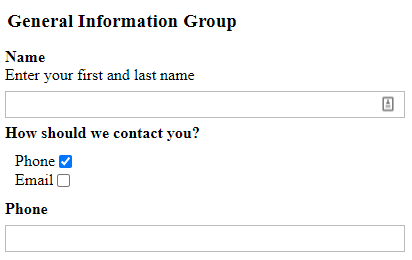 General Information Group
Name
Enter your first and last name
How should we contact you?
Phone
Email
Phone